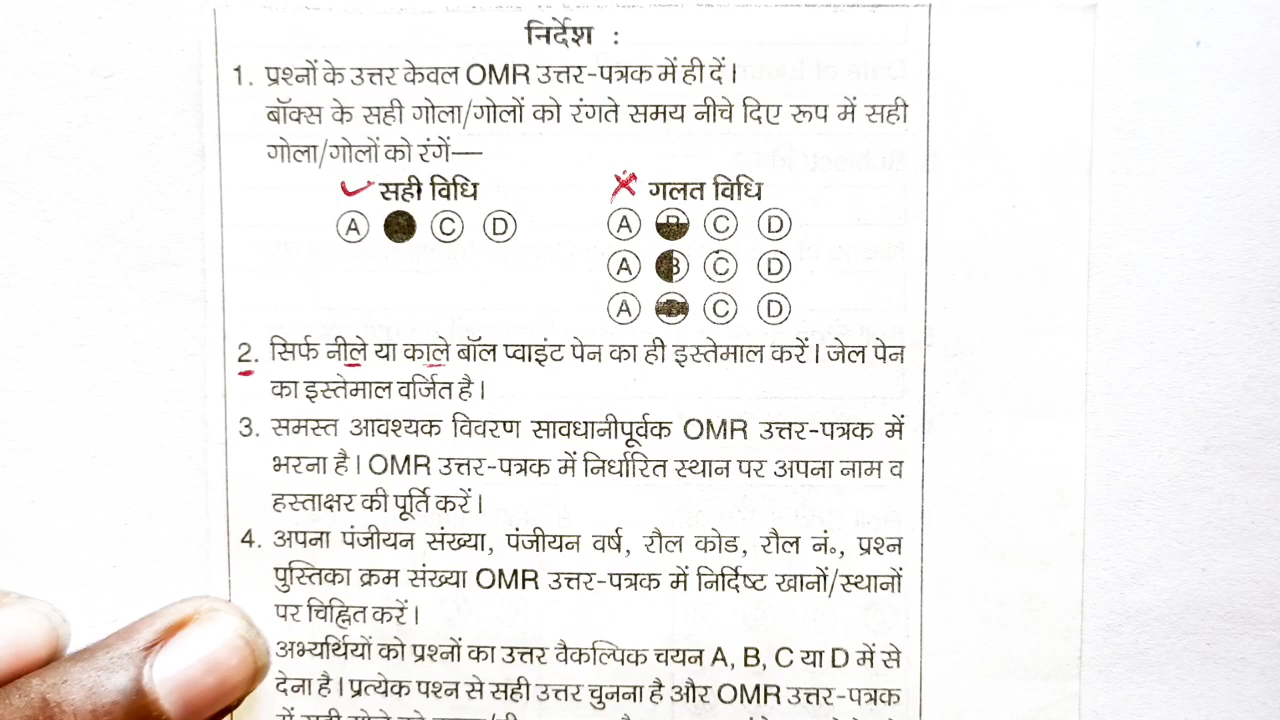 निर्देश :
1. प्रश्नों के उत्तर केवल OMR उत्तर-पत्रक में ही दें।
बॉक्स के सही गोला/गोलों को रंगते समय नीचे दिए रूप में सही
गोला/गोलों को रंगें—
सही विधि गलत विधि
A C D A B C D
A B C D
A B C D
2. सिर्फ नीले या काले बॉल प्वाइंट पेन का ही इस्तेमाल करें। जेल पेन
का इस्तेमाल वर्जित है।
3. समस्त आवश्यक विवरण सावधानीपूर्वक OMR उत्तर-पत्रक में
भरना है। OMR उत्तर-पत्रक में निर्धारित स्थान पर अपना नाम व
हस्ताक्षर की पूर्ति करें।
4. अपना पंजीयन संख्या, पंजीयन वर्ष, रौल कोड, रौल नं॰, प्रश्न
पुस्तिका क्रम संख्या OMR उत्तर-पत्रक में निर्दिष्ट खानों/स्थानों
पर चिह्नित करें।
अभ्यर्थियों को प्रश्नों का उत्तर वैकल्पिक चयन A, B, C या D में से
देना है। प्रत्येक पश्न से सही उत्तर चुनना है और OMR उत्तर-पत्रक